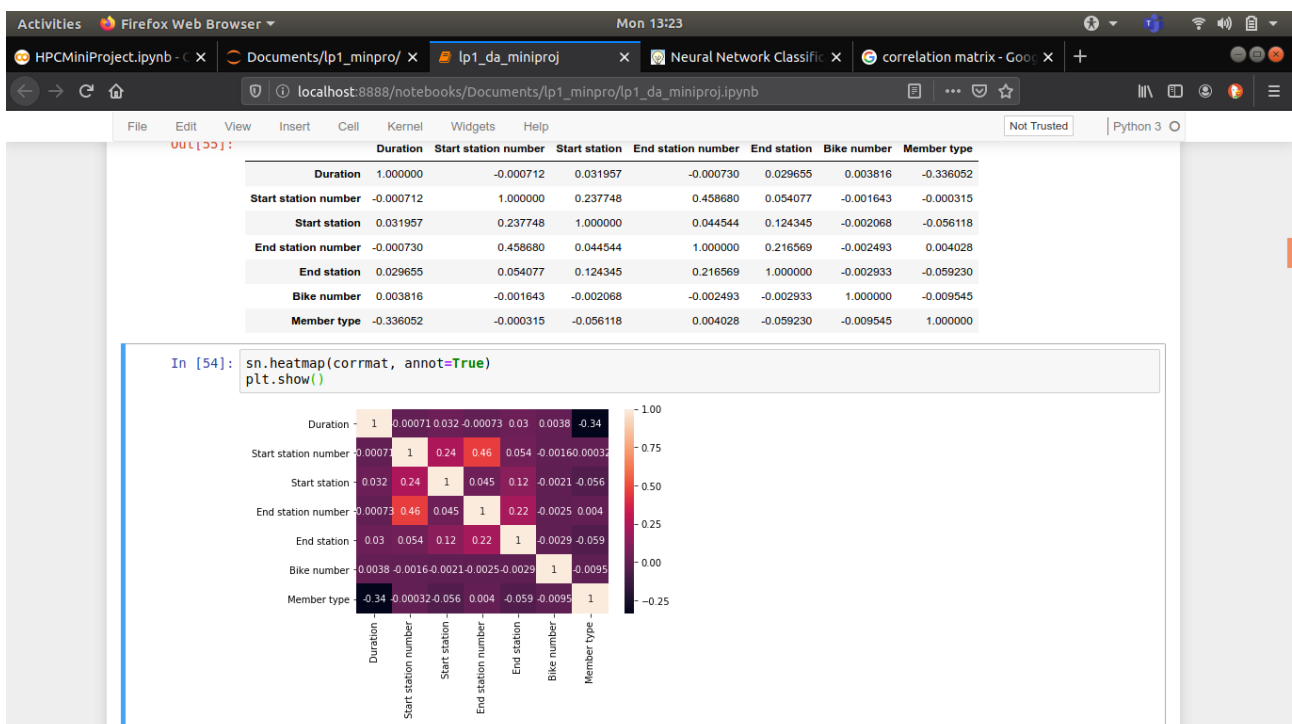 Activities Firefox Web Browser Mon 13:23
HPCMiniProject.ipynb - C Documents/lp1_minpro/ lp1_da_miniproj Neural Network Classific correlation matrix - Goog
localhost:8888/notebooks/Documents/lp1_minpro/lp1_da_miniproj.ipynb
File Edit View Insert Cell Kernel Widgets Help Not Trusted Python 3
Out[55]:
Duration Start station number Start station End station number End station Bike number Member type
Duration 1.000000 -0.000712 0.031957 -0.000730 0.029655 0.003816 -0.336052
Start station number -0.000712 1.000000 0.237748 0.458680 0.054077 -0.001643 -0.000315
Start station 0.031957 0.237748 1.000000 0.044544 0.124345 -0.002068 -0.056118
End station number -0.000730 0.458680 0.044544 1.000000 0.216569 -0.002493 0.004028
End station 0.029655 0.054077 0.124345 0.216569 1.000000 -0.002933 -0.059230
Bike number 0.003816 -0.001643 -0.002068 -0.002493 -0.002933 1.000000 -0.009545
Member type -0.336052 -0.000315 -0.056118 0.004028 -0.059230 -0.009545 1.000000
In [54]: sn.heatmap(corrmat, annot=True)
plt.show()
Duration 1 -0.00071 0.032 -0.00073 0.03 0.0038 -0.34
Start station number -0.00071 1 0.24 0.46 0.054 -0.0016 -0.00032
Start station 0.032 0.24 1 0.045 0.12 -0.0021 -0.056
End station number -0.00073 0.46 0.045 1 0.22 -0.0025 0.004
End station 0.03 0.054 0.12 0.22 1 -0.0029 -0.059
Bike number 0.0038 -0.0016 -0.0021 -0.0025 -0.0029 1 -0.0095
Member type -0.34 -0.00032 -0.056 0.004 -0.059 -0.0095 1
Duration
Start station number
Start station
End station number
End station
Bike number
Member type
1.00
0.75
0.50
0.25
0.00
−0.25